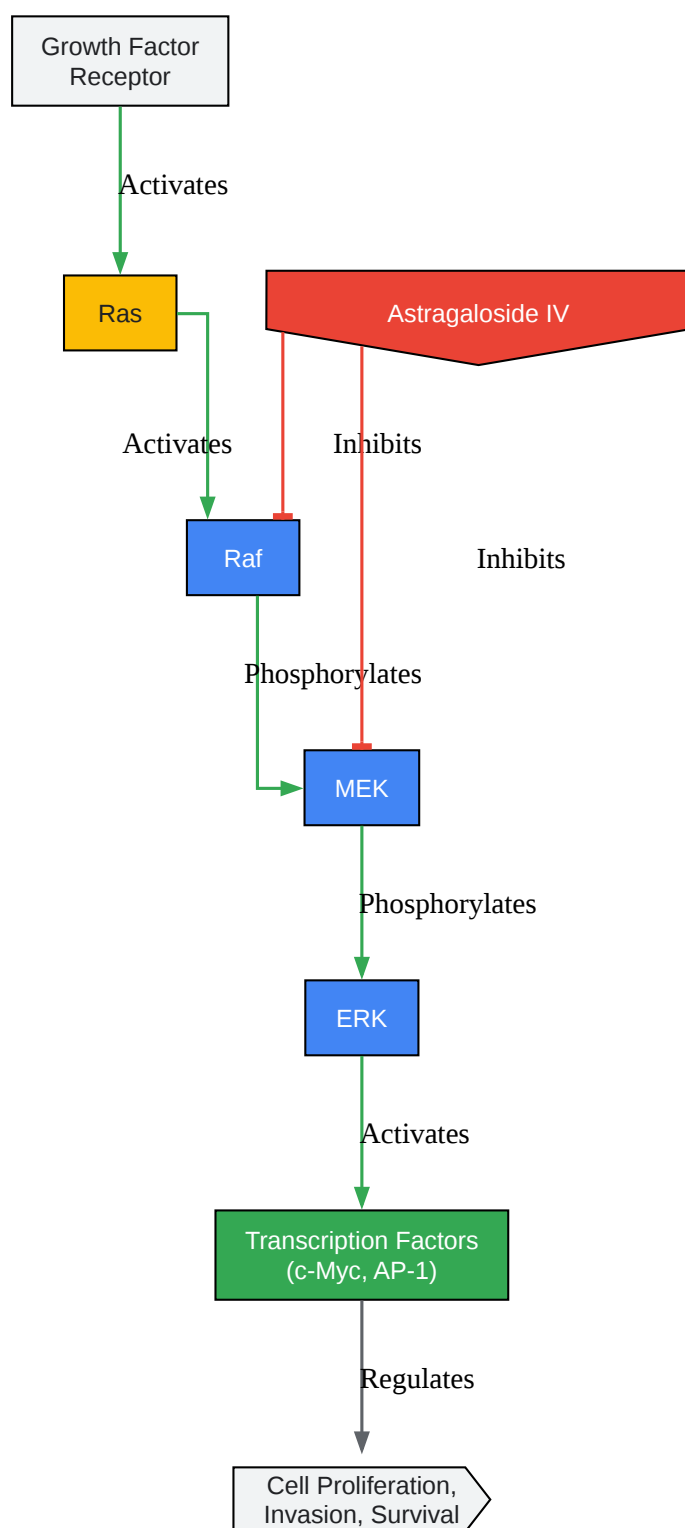 Growth Factor
Receptor
Activates
Ras
Astragaloside IV
Activates
Inhibits
Raf
Inhibits
Phosphorylates
MEK
Phosphorylates
ERK
Activates
Transcription Factors
(c-Myc, AP-1)
Regulates
Cell Proliferation,
Invasion, Survival